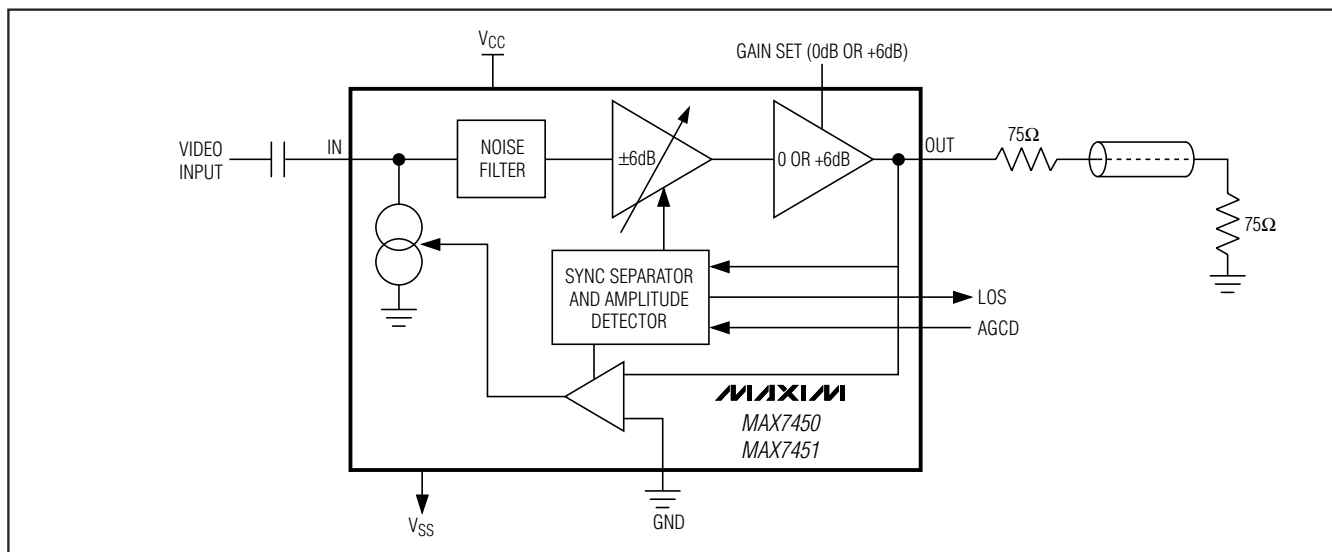 VCC
GAIN SET (0dB OR +6dB)
VIDEO
INPUT
IN
NOISE
FILTER
±6dB
0 OR +6dB
OUT
75Ω
75Ω
SYNC SEPARATOR
AND AMPLITUDE
DETECTOR
LOS
AGCD
MAXIM
MAX7450
MAX7451
VSS
GND